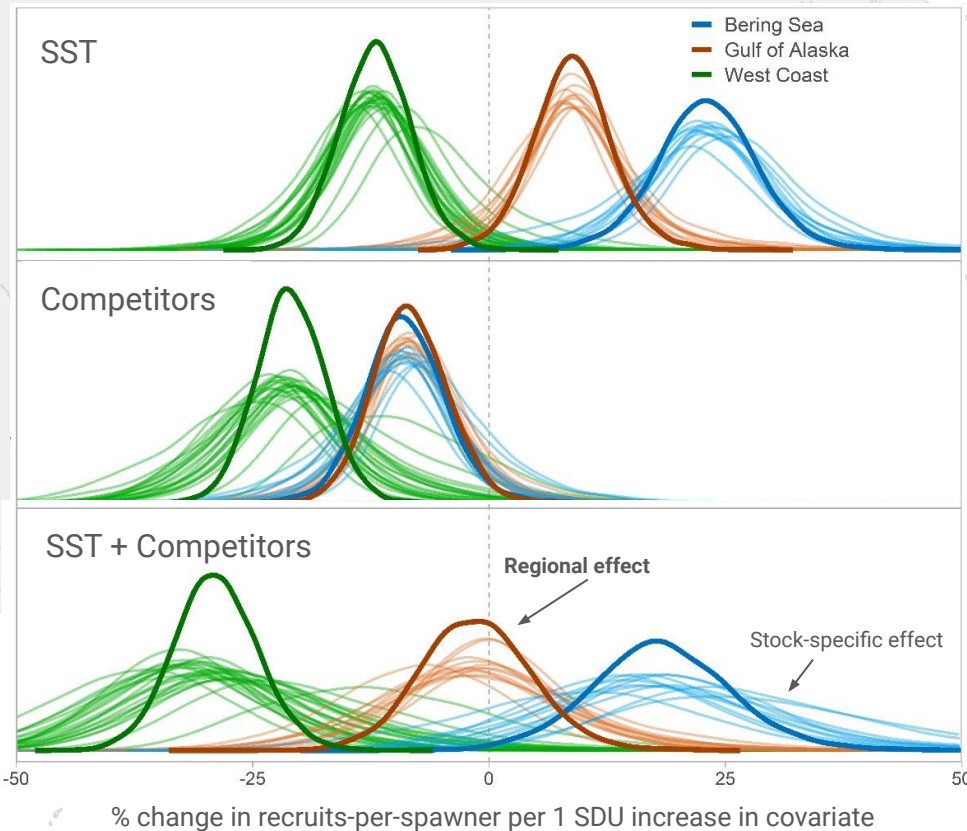 SST
Bering Sea
Gulf of Alaska
West Coast
Competitors
SST + Competitors
Regional effect
Stock-specific effect
-50 -25 0 25 50
% change in recruits-per-spawner per 1 SDU increase in covariate